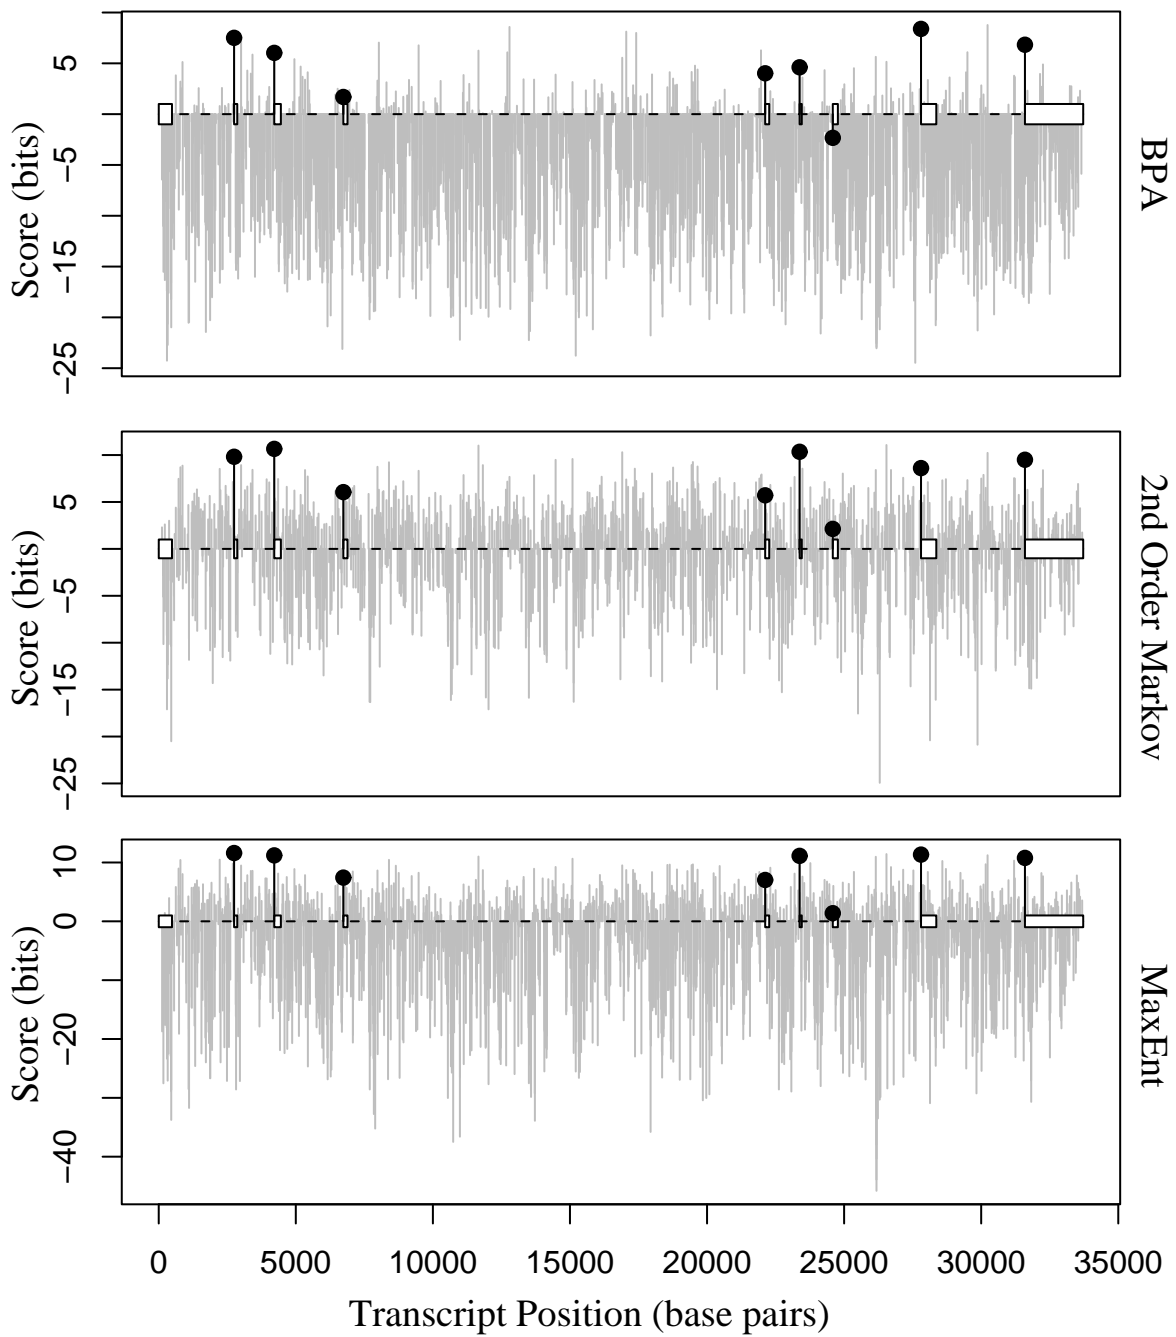 5
−5
−15
−25
Score (bits)
BPA
5
−5
−15
−25
Score (bits)
2nd Order Markov
10
0
−20
−40
Score (bits)
MaxEnt
0 5000 10000 15000 20000 25000 30000 35000
Transcript Position (base pairs)